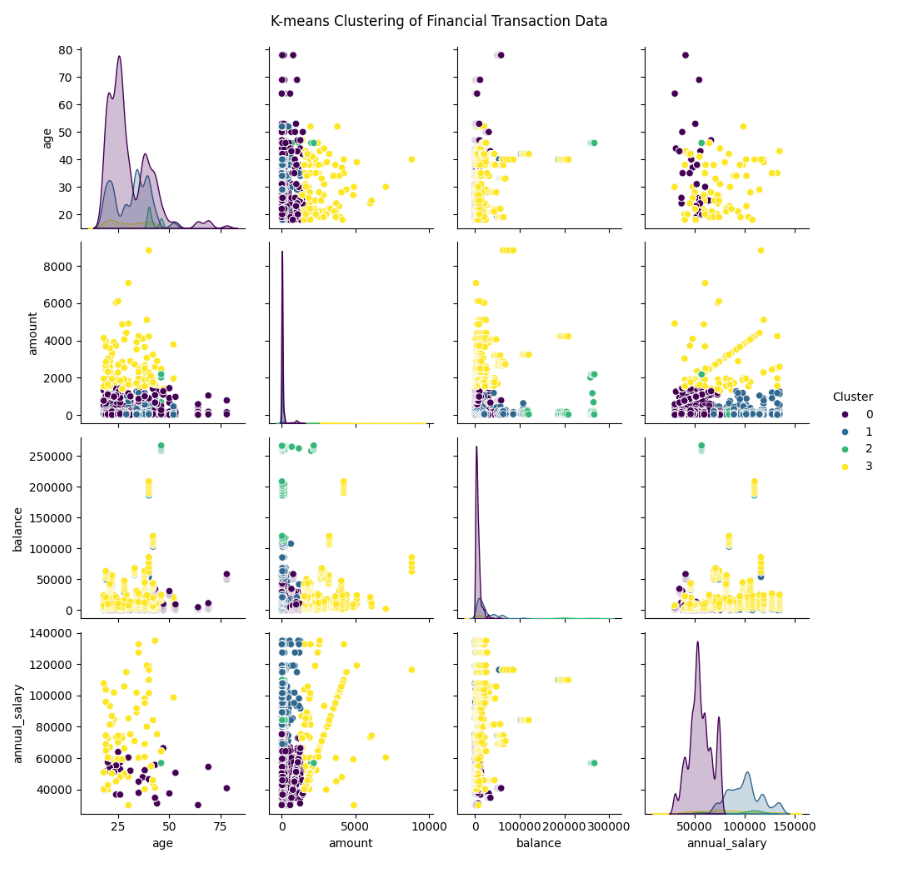 K-means Clustering of Financial Transaction Data
80
70
60
50
40
30
20
age
8000
6000
4000
2000
0
amount
250000
200000
150000
100000
50000
0
balance
140000
120000
100000
80000
60000
40000
annual_salary
25 50 75
age
0 5000 10000
amount
0 100000 200000 300000
balance
50000 100000 150000
annual_salary
Cluster
0
1
2
3